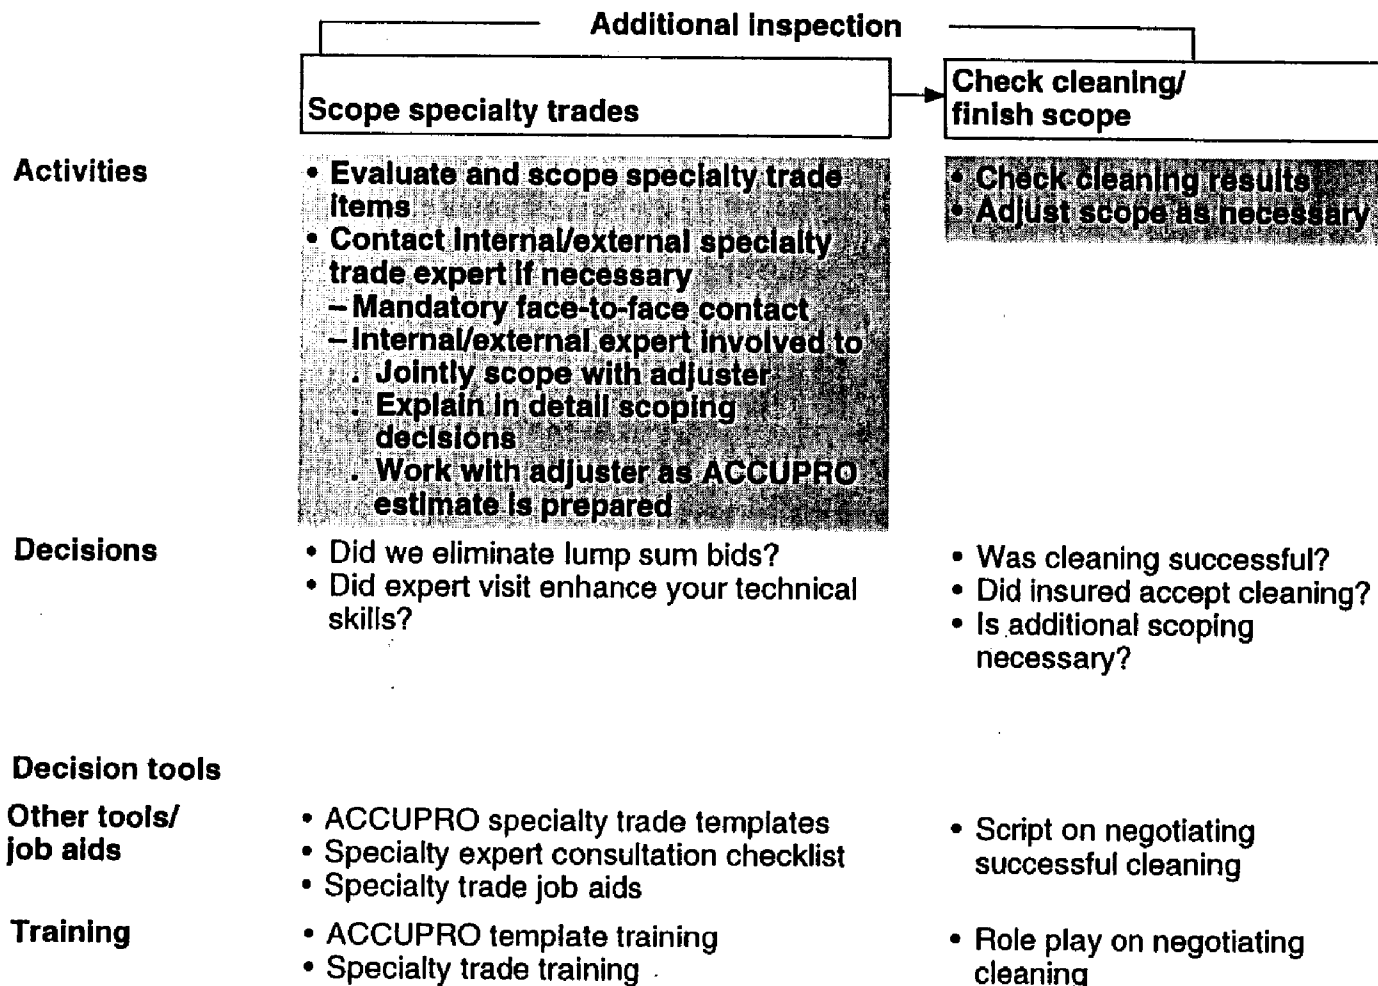 Additional inspection
Scope specialty trades
Check cleaning/
finish scope
Activities
• Evaluate and scope specialty trade
items
• Contact internal/external specialty
trade expert if necessary
– Mandatory face-to-face contact
– Internal/external expert involved to
. Jointly scope with adjuster
. Explain in detail scoping
decisions
. Work with adjuster as ACCUPRO
estimate is prepared
• Check cleaning results
• Adjust scope as necessary
Decisions
• Did we eliminate lump sum bids?
• Did expert visit enhance your technical
skills?
• Was cleaning successful?
• Did insured accept cleaning?
• Is additional scoping
necessary?
Decision tools
Other tools/
job aids
• ACCUPRO specialty trade templates
• Specialty expert consultation checklist
• Specialty trade job aids
• Script on negotiating
successful cleaning
Training
• ACCUPRO template training
• Specialty trade training
• Role play on negotiating
cleaning